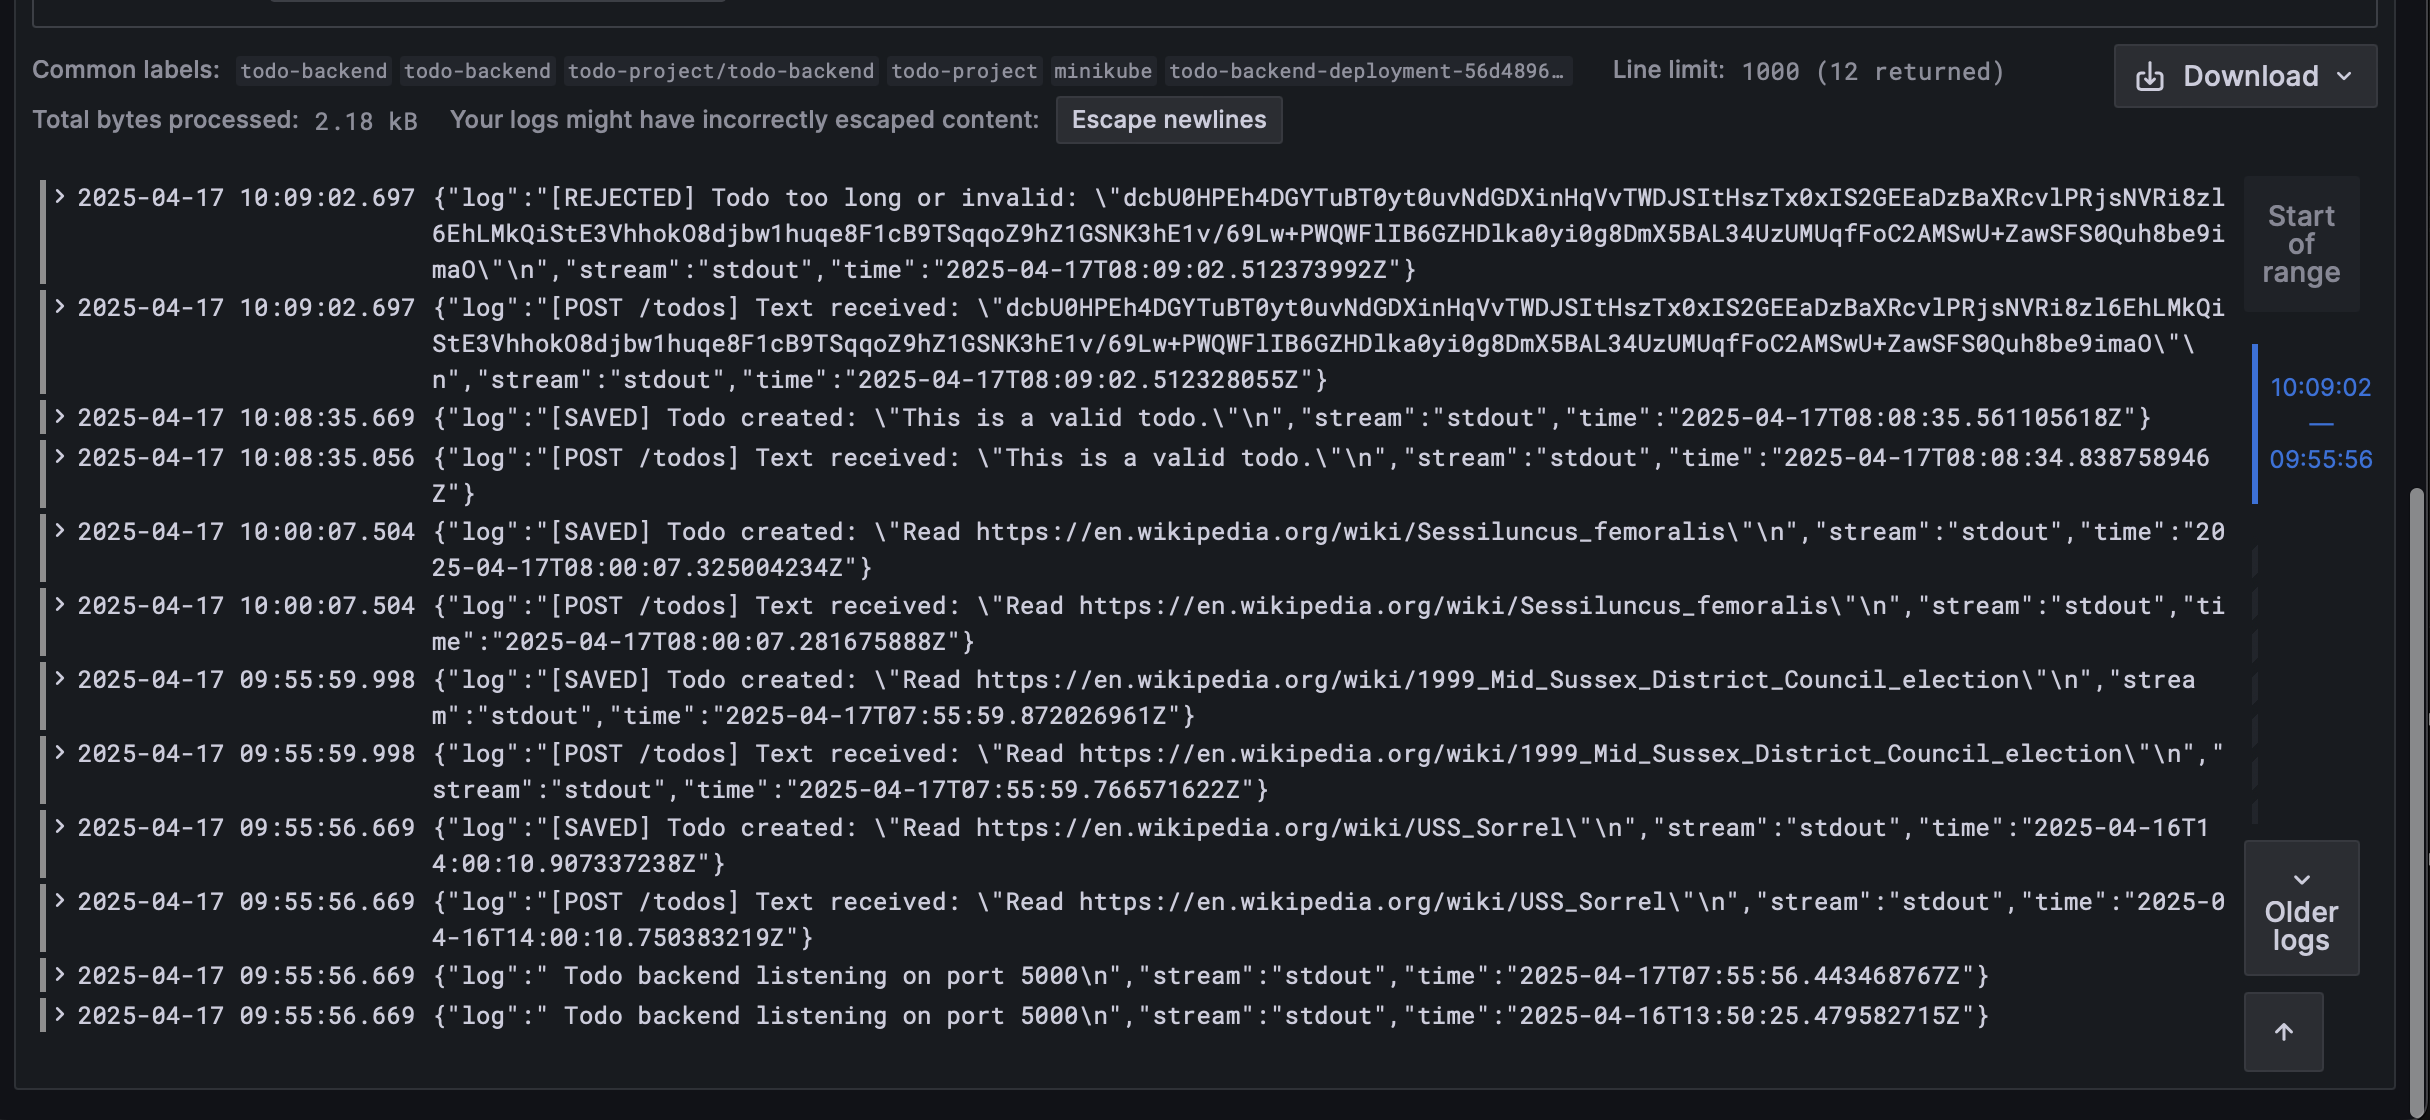 Common labels: todo-backend todo-backend todo-project/todo-backend todo-project minikube todo-backend-deployment-56d4896… Line limit: 1000 (12 returned)
Download
Total bytes processed: 2.18 kB Your logs might have incorrectly escaped content: Escape newlines
2025-04-17 10:09:02.697 {"log":"[REJECTED] Todo too long or invalid: \"dcbU0HPEh4DGYTuBT0yt0uvNdGDXinHqVvTWDJSItHszTx0xIS2GEEaDzBaXRcvlPRjsNVRi8zl
6EhLMkQiStE3VhhokO8djbw1huqe8F1cB9TSqqoZ9hZ1GSNK3hE1v/69Lw+PWQWFlIB6GZHDlka0yi0g8DmX5BAL34UzUMUqfFoC2AMSwU+ZawSFS0Quh8be9i
maO\"\n","stream":"stdout","time":"2025-04-17T08:09:02.512373992Z"}
2025-04-17 10:09:02.697 {"log":"[POST /todos] Text received: \"dcbU0HPEh4DGYTuBT0yt0uvNdGDXinHqVvTWDJSItHszTx0xIS2GEEaDzBaXRcvlPRjsNVRi8zl6EhLMkQi
StE3VhhokO8djbw1huqe8F1cB9TSqqoZ9hZ1GSNK3hE1v/69Lw+PWQWFlIB6GZHDlka0yi0g8DmX5BAL34UzUMUqfFoC2AMSwU+ZawSFS0Quh8be9imaO\"\
n","stream":"stdout","time":"2025-04-17T08:09:02.512328055Z"}
2025-04-17 10:08:35.669 {"log":"[SAVED] Todo created: \"This is a valid todo.\"\n","stream":"stdout","time":"2025-04-17T08:08:35.561105618Z"}
2025-04-17 10:08:35.056 {"log":"[POST /todos] Text received: \"This is a valid todo.\"\n","stream":"stdout","time":"2025-04-17T08:08:34.838758946
Z"}
2025-04-17 10:00:07.504 {"log":"[SAVED] Todo created: \"Read https://en.wikipedia.org/wiki/Sessiluncus_femoralis\"\n","stream":"stdout","time":"20
25-04-17T08:00:07.325004234Z"}
2025-04-17 10:00:07.504 {"log":"[POST /todos] Text received: \"Read https://en.wikipedia.org/wiki/Sessiluncus_femoralis\"\n","stream":"stdout","ti
me":"2025-04-17T08:00:07.281675888Z"}
2025-04-17 09:55:59.998 {"log":"[SAVED] Todo created: \"Read https://en.wikipedia.org/wiki/1999_Mid_Sussex_District_Council_election\"\n","strea
m":"stdout","time":"2025-04-17T07:55:59.872026961Z"}
2025-04-17 09:55:59.998 {"log":"[POST /todos] Text received: \"Read https://en.wikipedia.org/wiki/1999_Mid_Sussex_District_Council_election\"\n","
stream":"stdout","time":"2025-04-17T07:55:59.766571622Z"}
2025-04-17 09:55:56.669 {"log":"[SAVED] Todo created: \"Read https://en.wikipedia.org/wiki/USS_Sorrel\"\n","stream":"stdout","time":"2025-04-16T1
4:00:10.907337238Z"}
2025-04-17 09:55:56.669 {"log":"[POST /todos] Text received: \"Read https://en.wikipedia.org/wiki/USS_Sorrel\"\n","stream":"stdout","time":"2025-0
4-16T14:00:10.750383219Z"}
2025-04-17 09:55:56.669 {"log":" Todo backend listening on port 5000\n","stream":"stdout","time":"2025-04-17T07:55:56.443468767Z"}
2025-04-17 09:55:56.669 {"log":" Todo backend listening on port 5000\n","stream":"stdout","time":"2025-04-16T13:50:25.479582715Z"}
Start
of
range
10:09:02
—
09:55:56
Older
logs